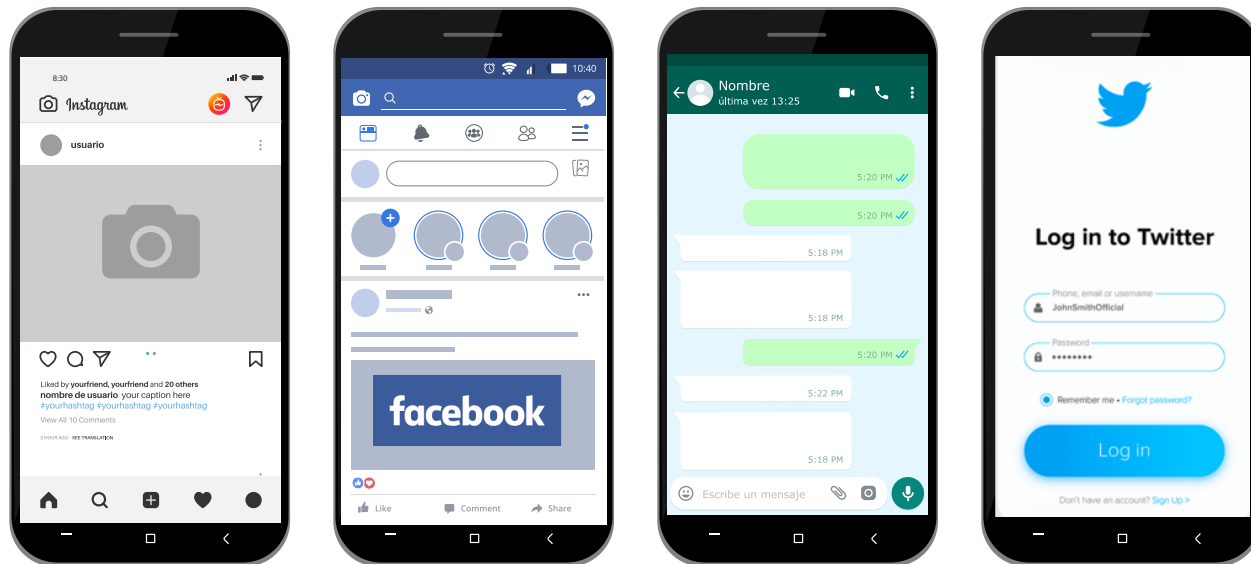 8:30
Instagram
usuario
Liked by yourfriend, yourfriend and 20 others
nombre de usuario your caption here
#yourhashtag #yourhashtag #yourhashtag
View All 10 Comments
2 HOUR AGO · SEE TRANSLATION
10:40
facebook
Like
Comment
Share
Nombre
última vez 13:25
5:20 PM
5:20 PM
5:18 PM
5:18 PM
5:20 PM
5:22 PM
5:18 PM
Escribe un mensaje
Log in to Twitter
Phone, email or username
JohnSmithOfficial
Password
••••••••
Remember me • Forgot password?
Log in
Don't have an account? Sign Up >